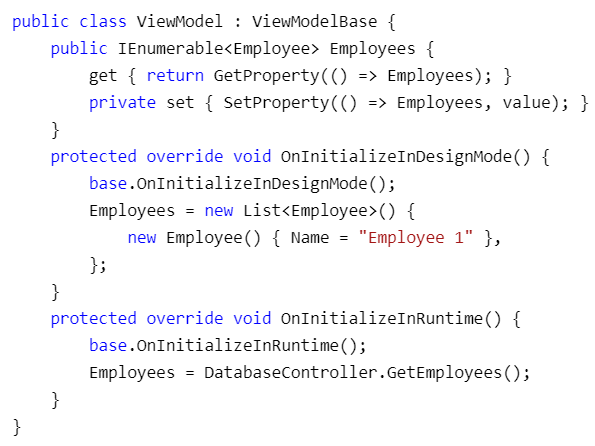 public class ViewModel : ViewModelBase {
    public IEnumerable<Employee> Employees {
        get { return GetProperty(() => Employees); }
        private set { SetProperty(() => Employees, value); }
    }
    protected override void OnInitializeInDesignMode() {
        base.OnInitializeInDesignMode();
        Employees = new List<Employee>() {
            new Employee() { Name = "Employee 1" },
        };
    }
    protected override void OnInitializeInRuntime() {
        base.OnInitializeInRuntime();
        Employees = DatabaseController.GetEmployees();
    }
}